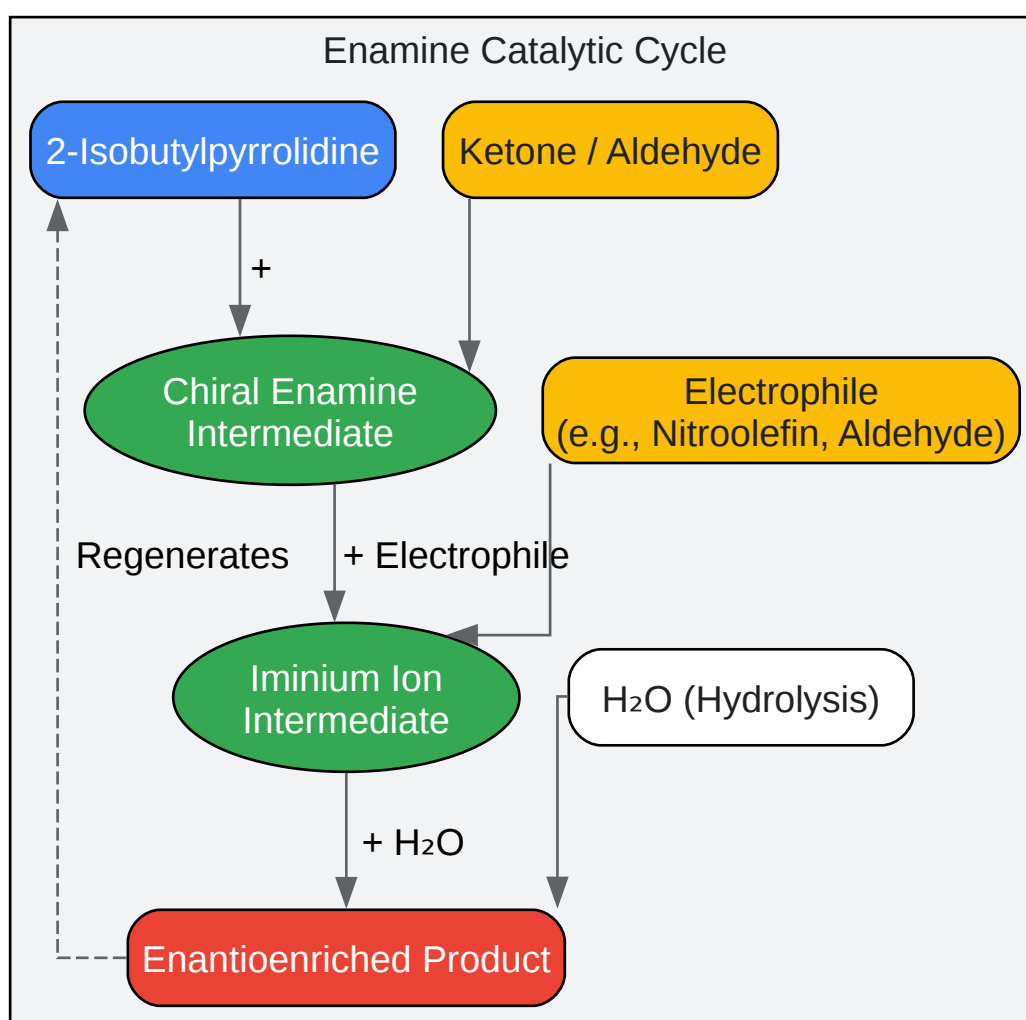 Enamine Catalytic Cycle
2-Isobutylpyrrolidine
Ketone / Aldehyde
+
Chiral Enamine
Intermediate
Electrophile
(e.g., Nitroolefin, Aldehyde)
Regenerates
+ Electrophile
Iminium Ion
Intermediate
H₂O (Hydrolysis)
+ H₂O
Enantioenriched Product